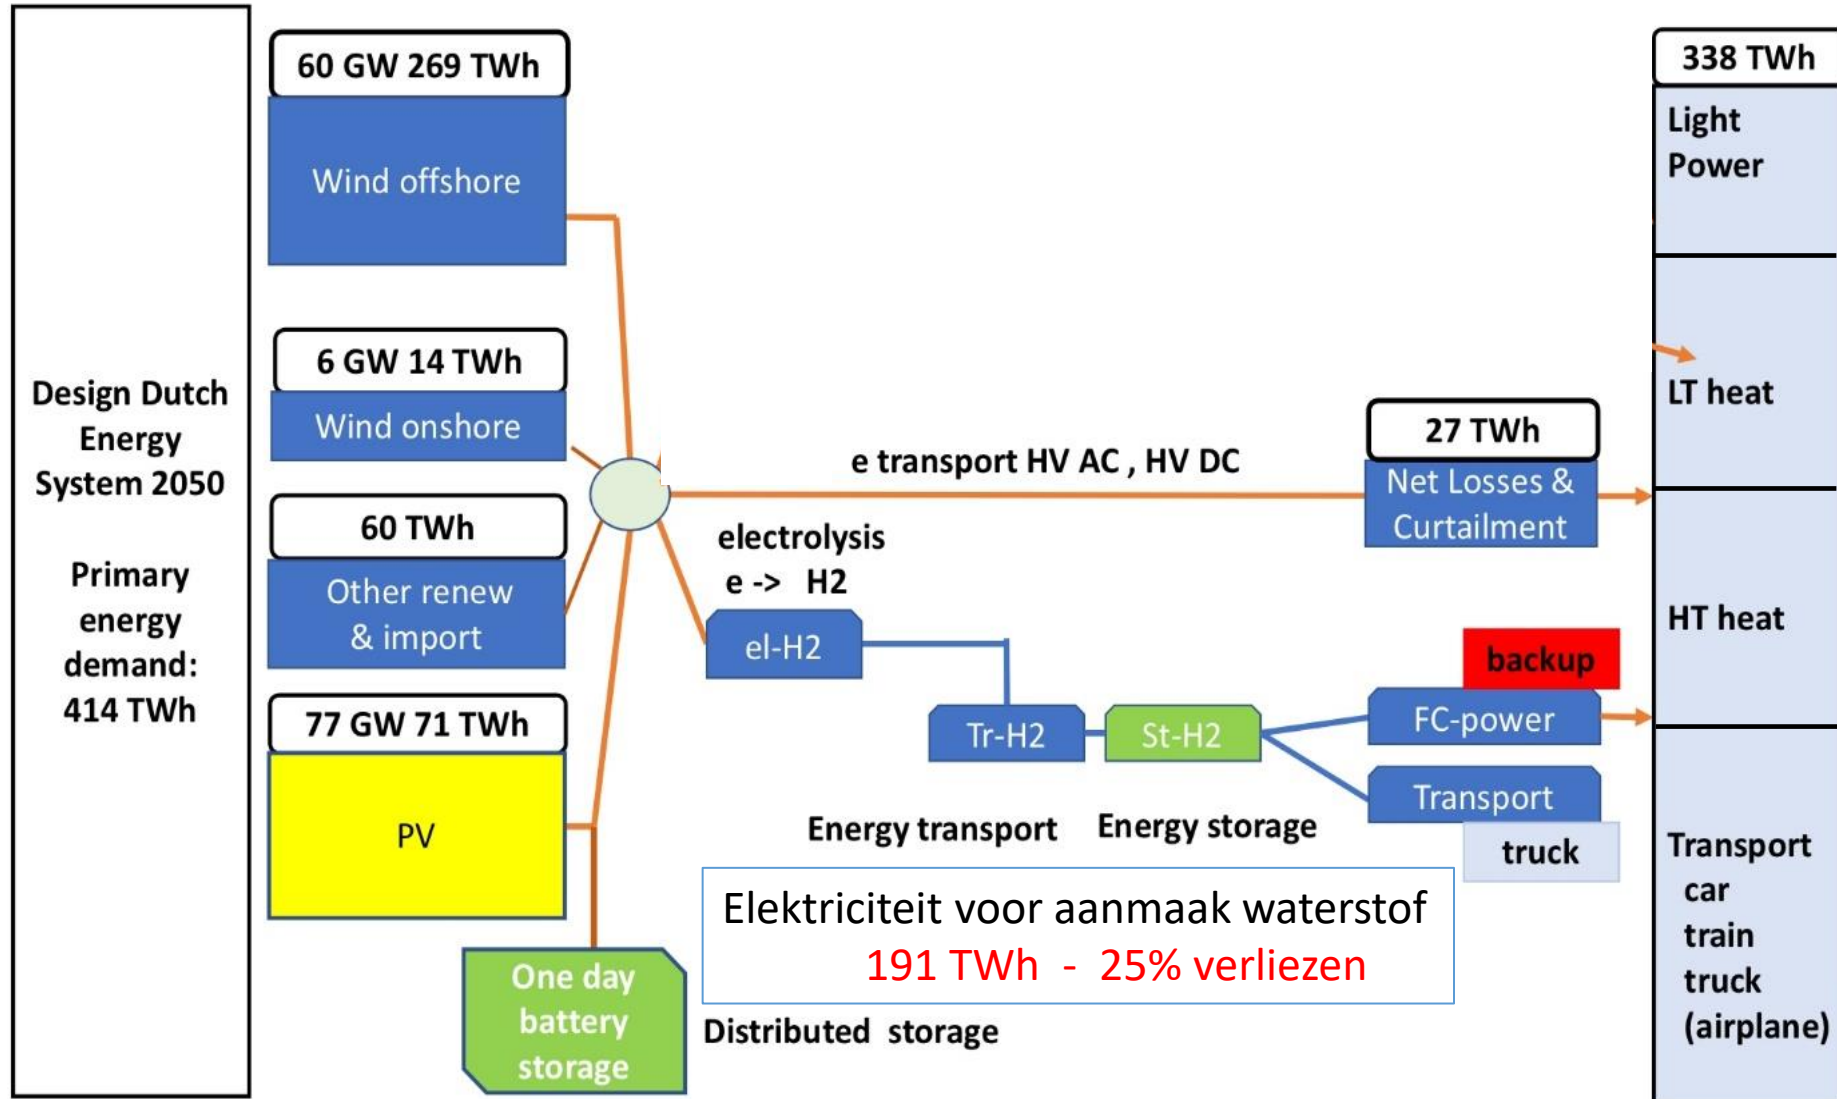 Design Dutch
Energy
System 2050
Primary
energy
demand:
414 TWh
60 GW 269 TWh
Wind offshore
6 GW 14 TWh
Wind onshore
60 TWh
Other renew
& import
77 GW 71 TWh
PV
One day
battery
storage
Distributed storage
e transport HV AC , HV DC
electrolysis
e -> H2
el-H2
Tr-H2
St-H2
Energy transport
Energy storage
27 TWh
Net Losses &
Curtailment
backup
FC-power
Transport
truck
Elektriciteit voor aanmaak waterstof
191 TWh - 25% verliezen
338 TWh
Light
Power
LT heat
HT heat
Transport
car
train
truck
(airplane)